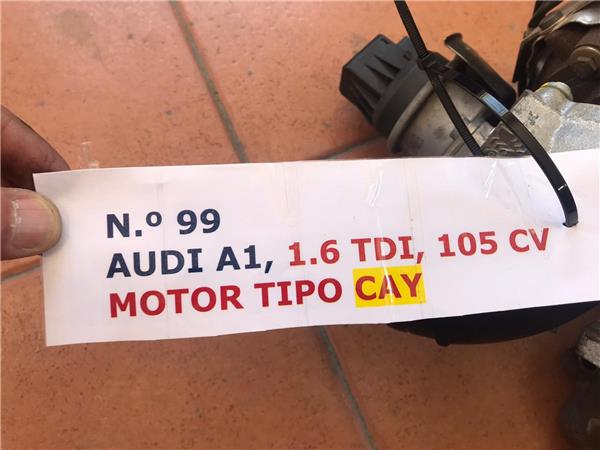 N.º 99
AUDI A1, 1.6 TDI, 105 CV
MOTOR TIPO CAY